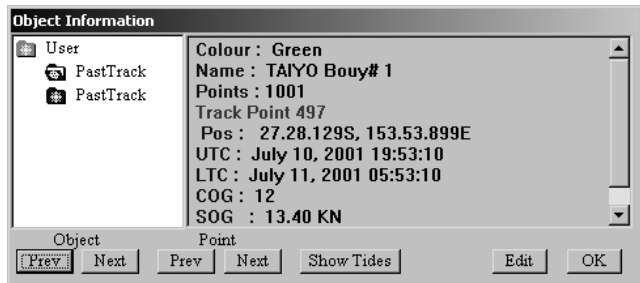 Object Information
User
PastTrack
PastTrack
Colour : Green
Name : TAIYO Bouy# 1
Points : 1001
Track Point 497
Pos : 27.28.129S, 153.53.899E
UTC : July 10, 2001 19:53:10
LTC : July 11, 2001 05:53:10
COG : 12
SOG : 13.40 KN
Object Point
Prev Next Prev Next Show Tides Edit OK